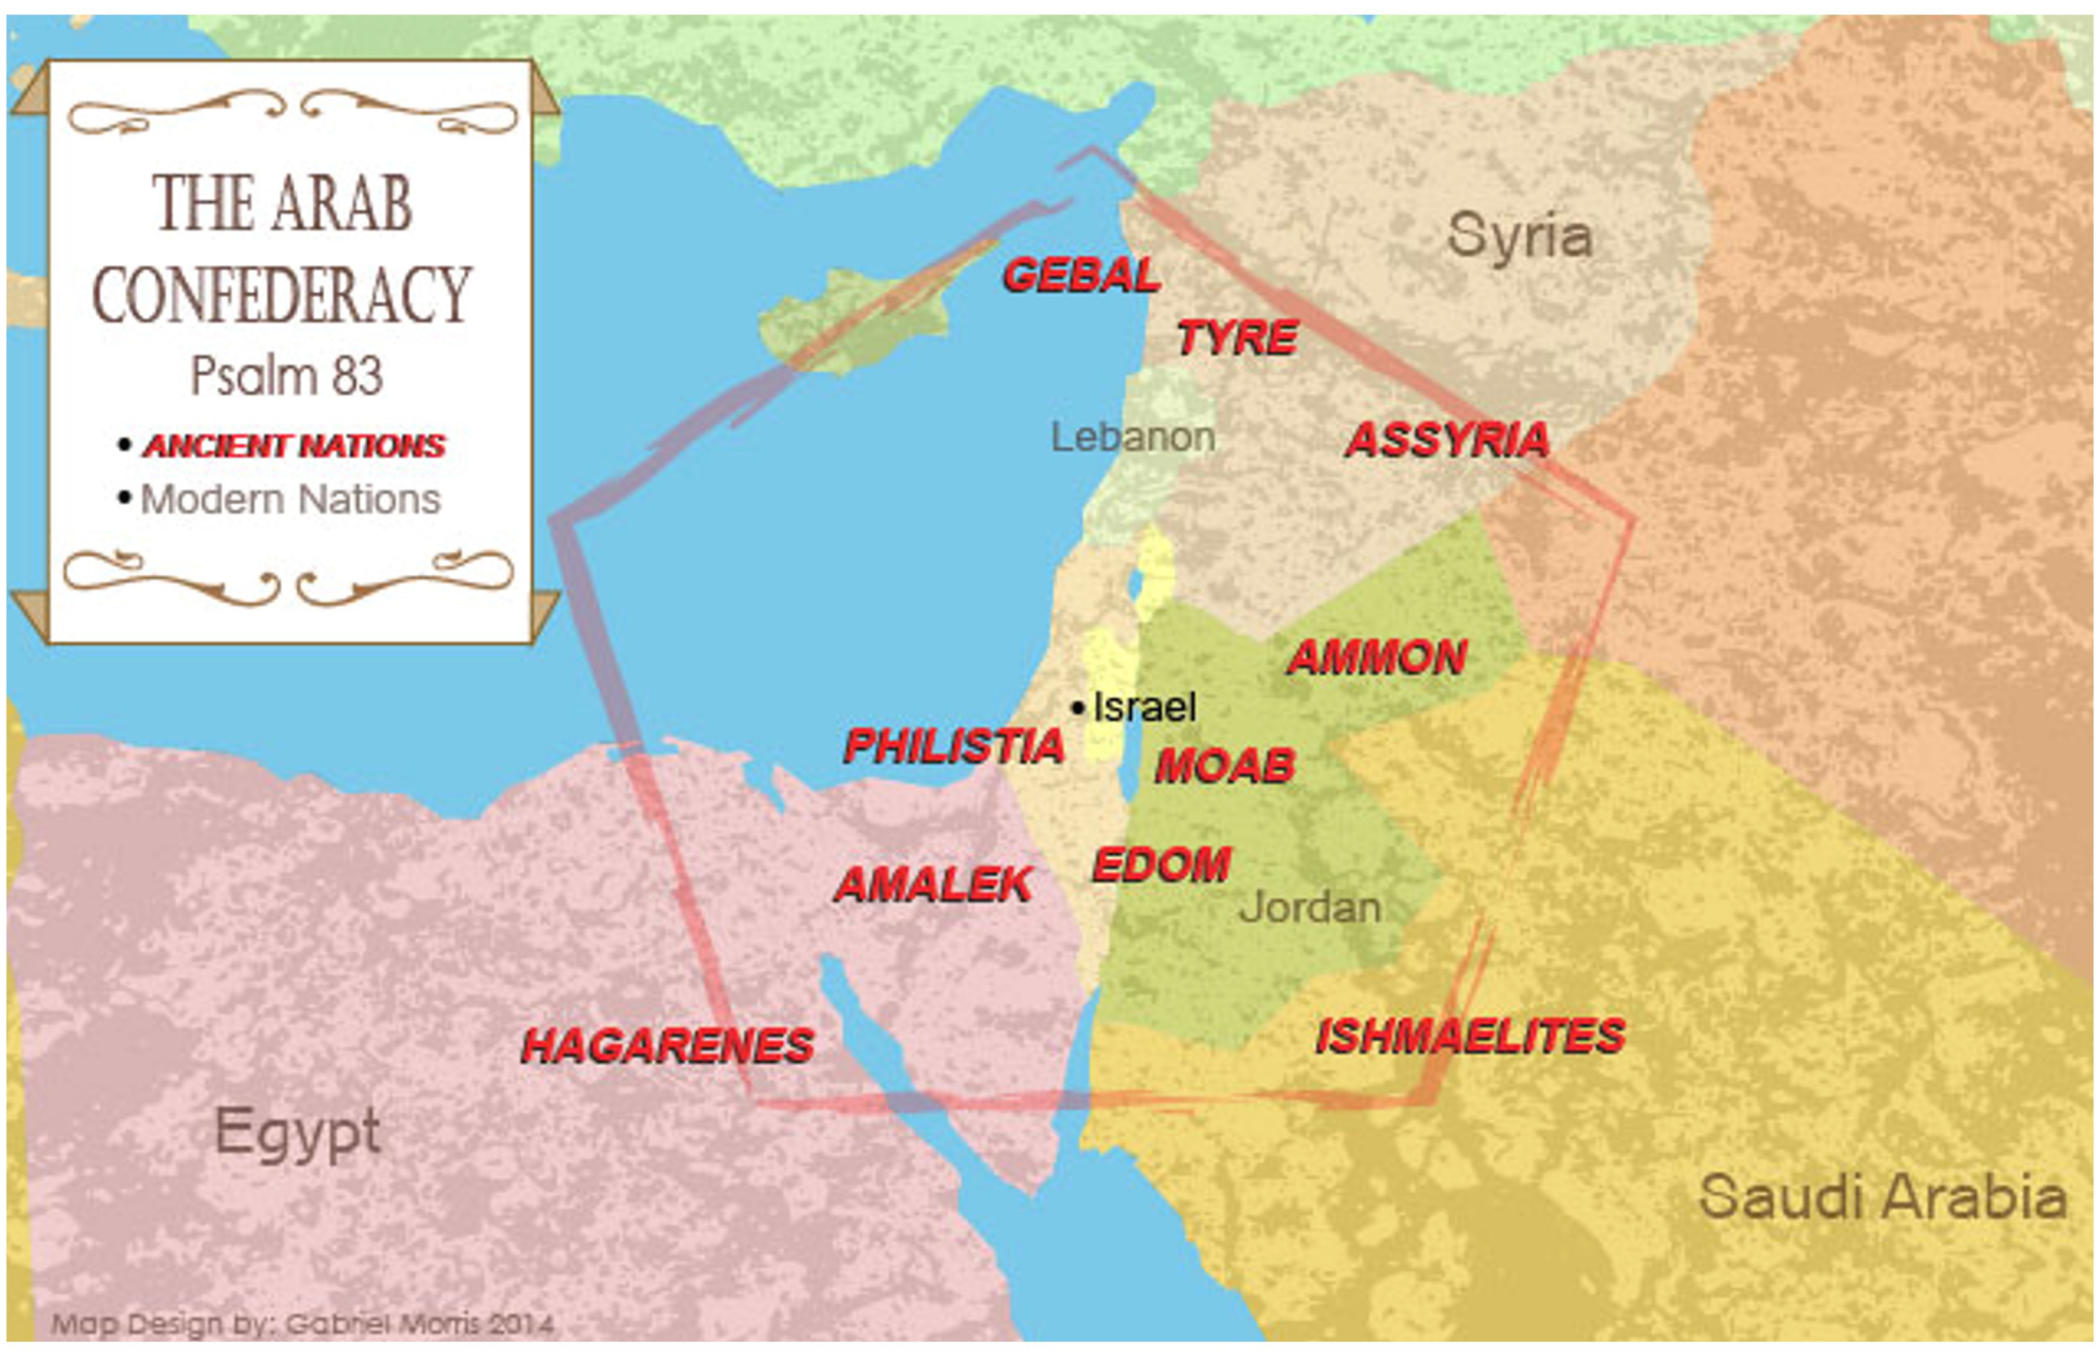 THE ARAB
CONFEDERACY
Psalm 83
• ANCIENT NATIONS
• Modern Nations
Syria
GEBAL
TYRE
Lebanon
ASSYRIA
AMMON
• Israel
PHILISTIA
MOAB
EDOM
AMALEK
Jordan
HAGARENES
ISHMAELITES
Egypt
Saudi Arabia
Map Design by: Gabriel Morris 2014